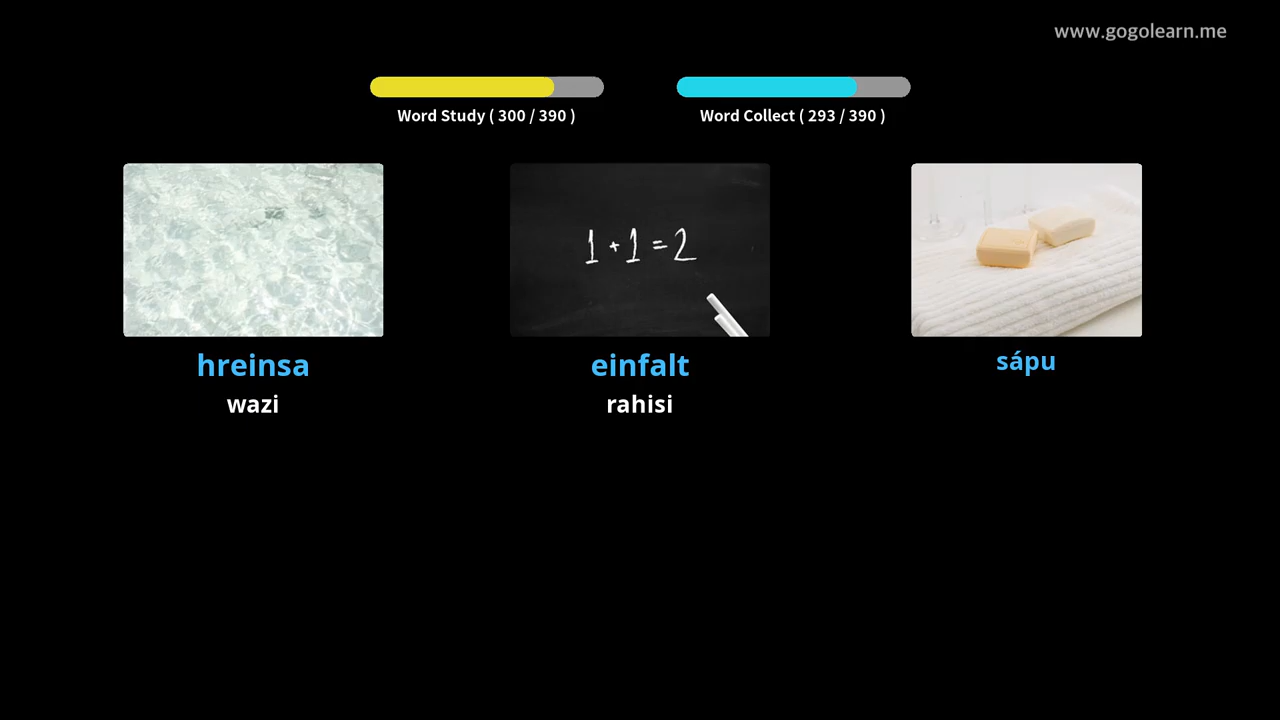 www.gogolearn.me
Word Study ( 300 / 390 )
Word Collect ( 293 / 390 )
1 + 1 = 2
hreinsa
wazi
einfalt
rahisi
sápu